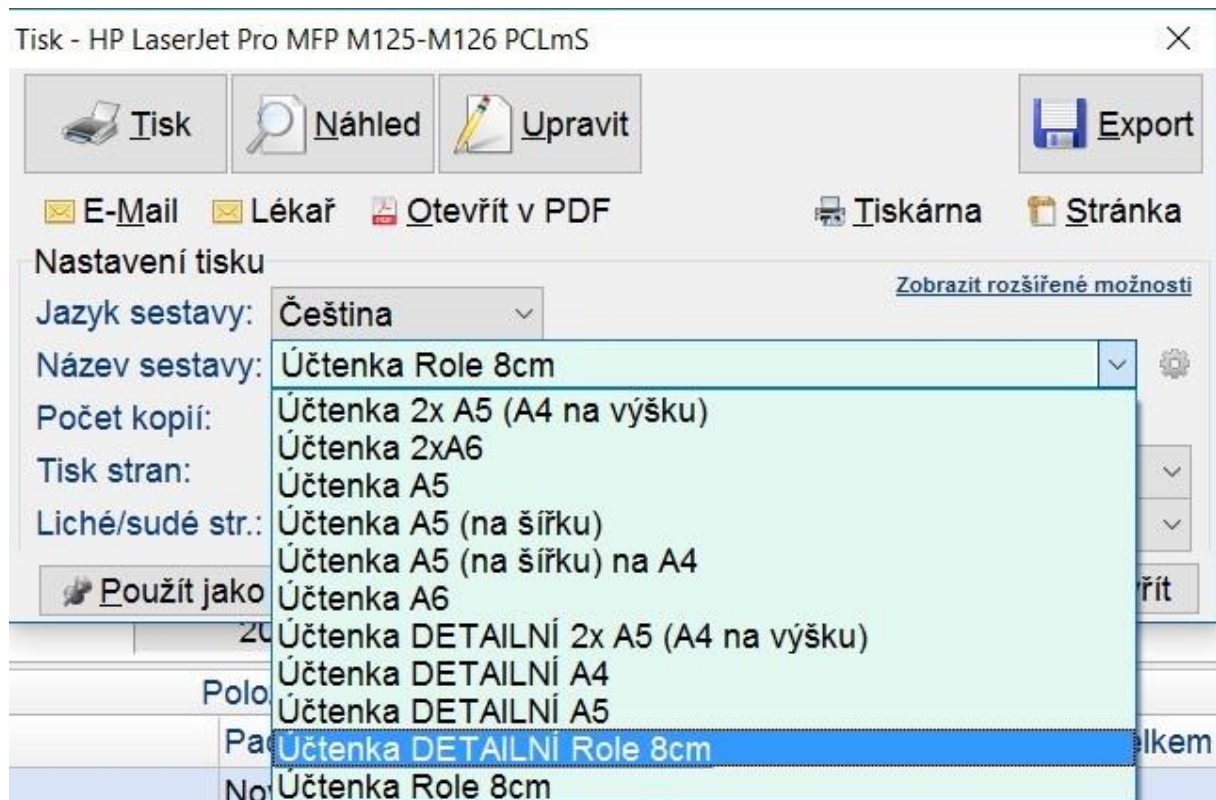 Tisk - HP LaserJet Pro MFP M125-M126 PCLmS
Tisk Náhled Upravit Export
E-Mail Lékař Otevřít v PDF Tiskárna Stránka
Nastavení tisku
Zobrazit rozšířené možnosti
Jazyk sestavy: Čeština
Název sestavy: Účtenka Role 8cm
Počet kopií:
Tisk stran:
Liché/sudé str.:
Účtenka 2x A5 (A4 na výšku)
Účtenka 2xA6
Účtenka A5
Účtenka A5 (na šířku)
Účtenka A5 (na šířku) na A4
Účtenka A6
Účtenka DETAILNÍ 2x A5 (A4 na výšku)
Účtenka DETAILNÍ A4
Účtenka DETAILNÍ A5
Účtenka DETAILNÍ Role 8cm
Účtenka Role 8cm
Použít jako